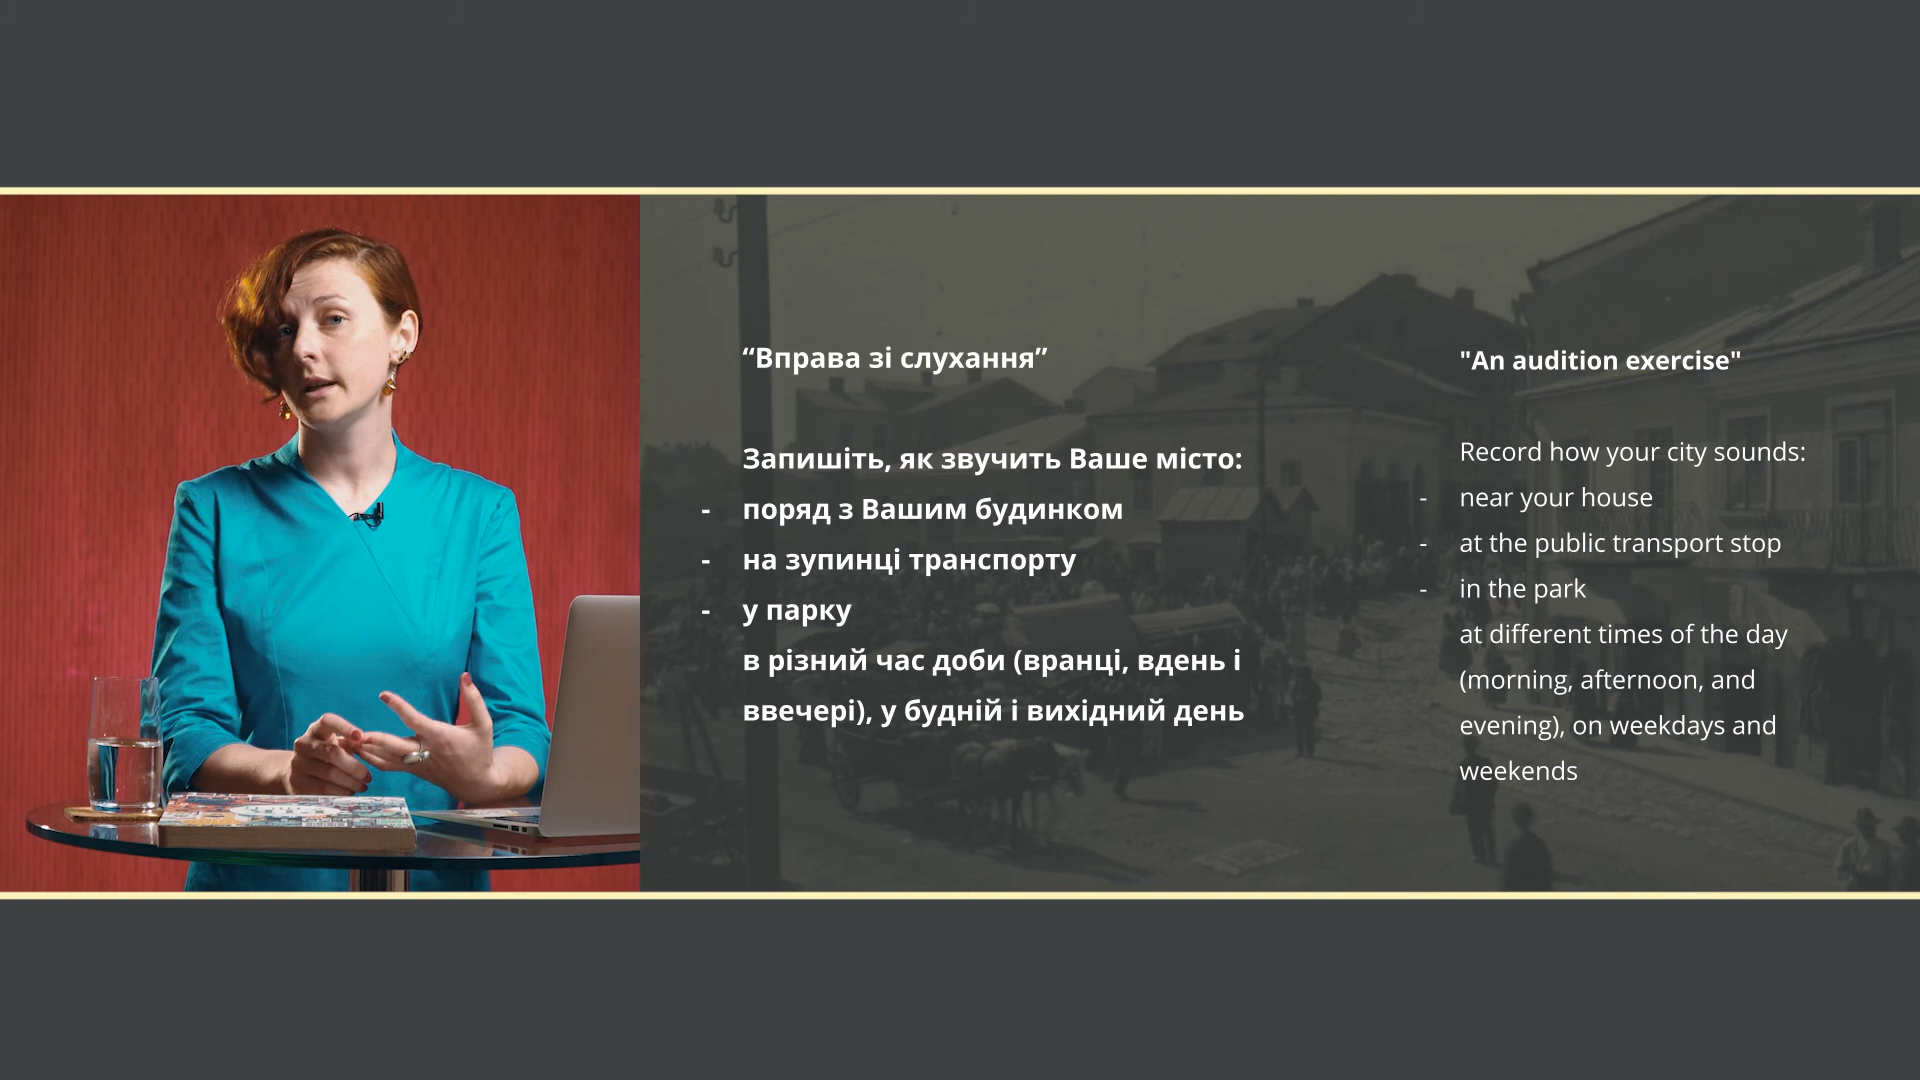 “Вправа зі слухання”
Запишіть, як звучить Ваше місто:
- поряд з Вашим будинком
- на зупинці транспорту
- у парку
в різний час доби (вранці, вдень і
ввечері), у будній і вихідний день
"An audition exercise"
Record how your city sounds:
- near your house
- at the public transport stop
- in the park
at different times of the day
(morning, afternoon, and
evening), on weekdays and
weekends